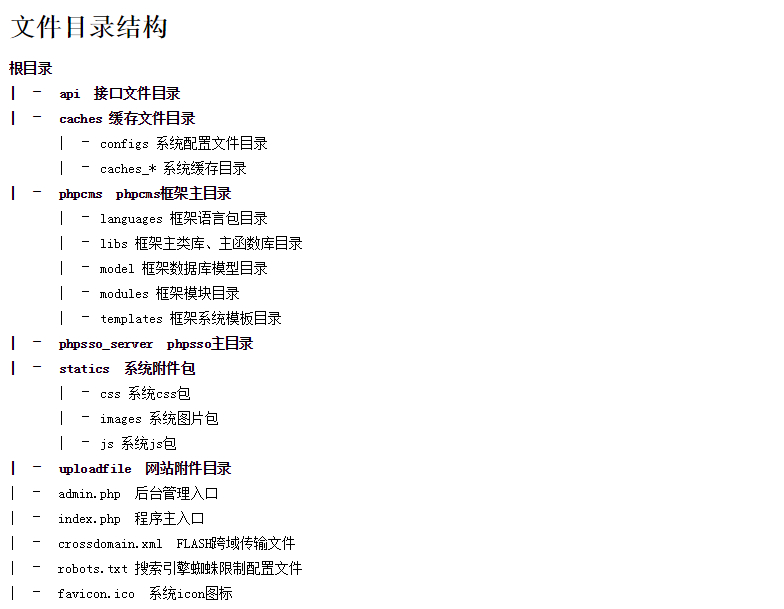 文件目录结构
根目录
| － api 接口文件目录
| － caches 缓存文件目录
| － configs 系统配置文件目录
| － caches_* 系统缓存目录
| － phpcms phpcms框架主目录
| － languages 框架语言包目录
| － libs 框架主类库、主函数库目录
| － model 框架数据库模型目录
| － modules 框架模块目录
| － templates 框架系统模板目录
| － phpsso_server phpsso主目录
| － statics 系统附件包
| － css 系统css包
| － images 系统图片包
| － js 系统js包
| － uploadfile 网站附件目录
| － admin.php 后台管理入口
| － index.php 程序主入口
| － crossdomain.xml FLASH跨域传输文件
| － robots.txt 搜索引擎蜘蛛限制配置文件
| － favicon.ico 系统icon图标